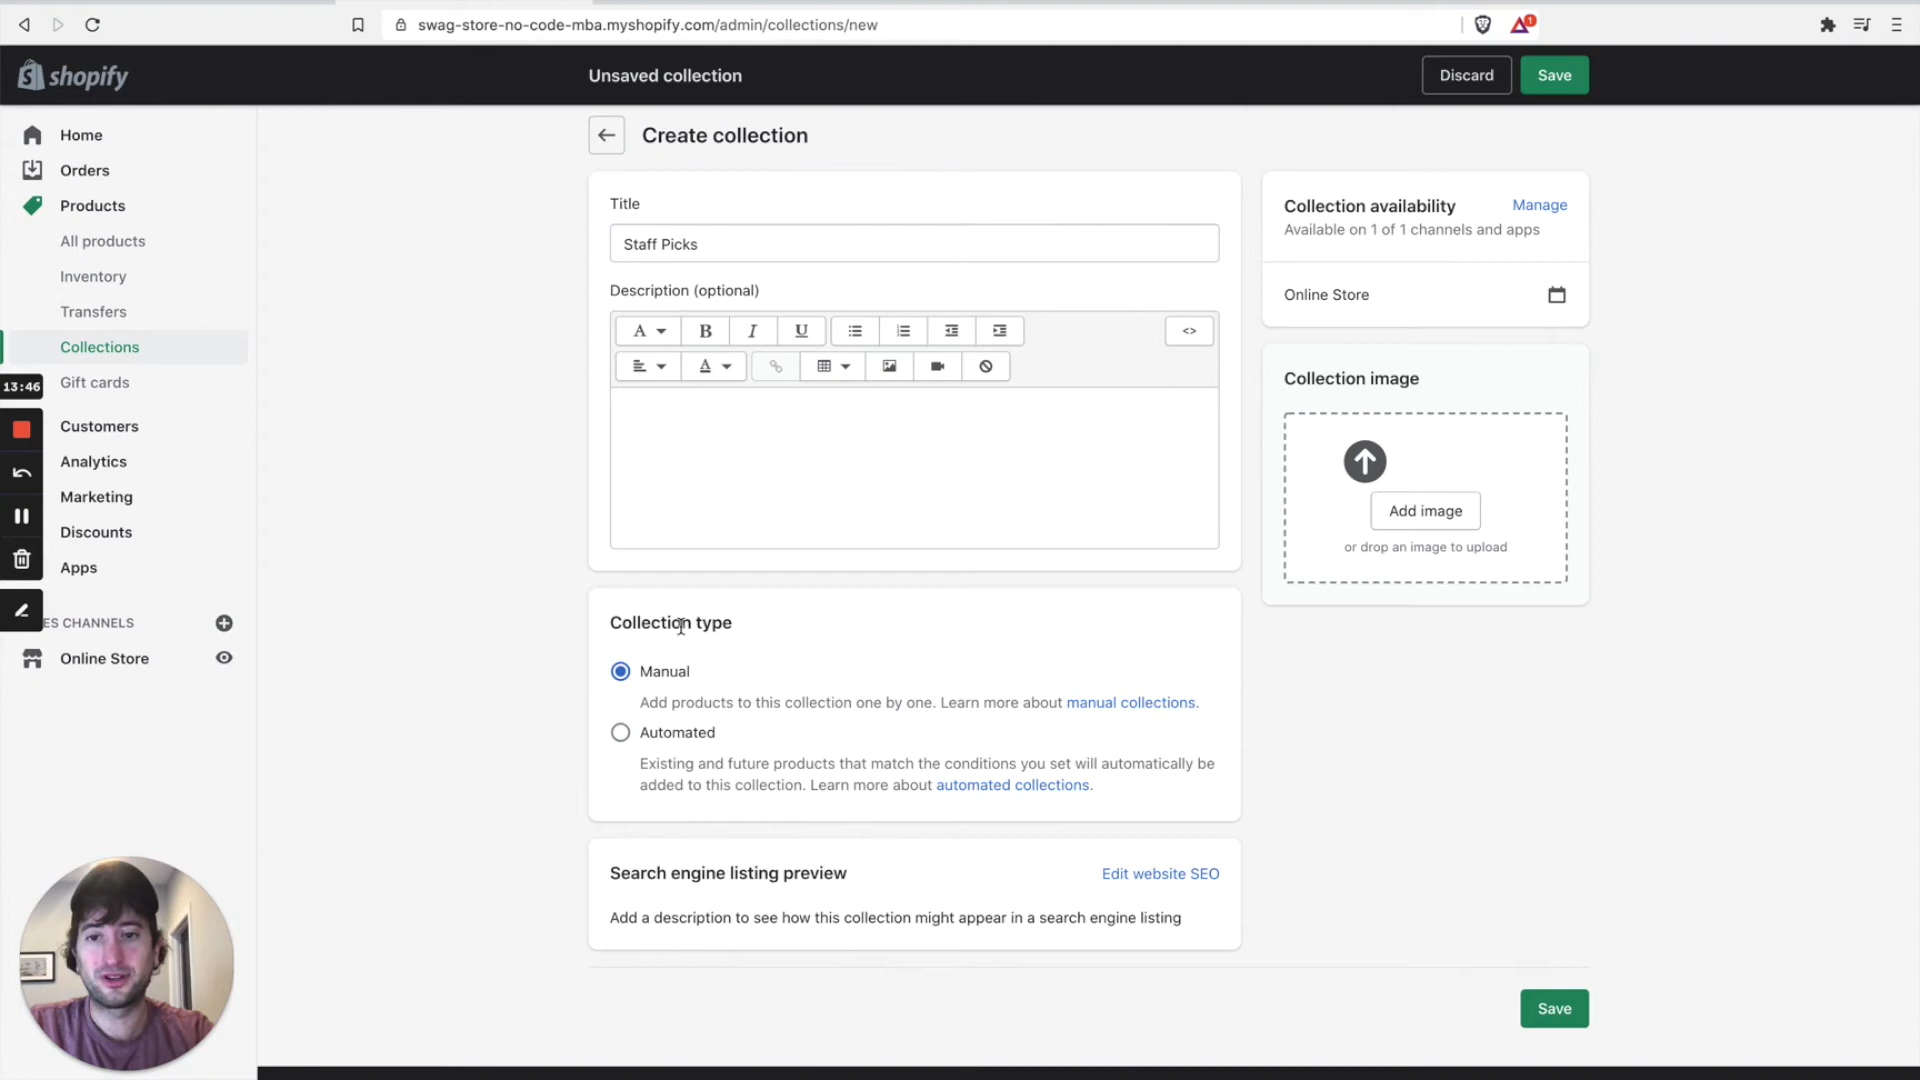 swag-store-no-code-mba.myshopify.com/admin/collections/new
1
shopify
Unsaved collection
Discard
Save
Home
Orders
Products
All products
Inventory
Transfers
Collections
Gift cards
13:46
Customers
Analytics
Marketing
Discounts
Apps
ES CHANNELS
Online Store
Create collection
Title
Staff Picks
Description (optional)
A
B
I
U
<>
A
Collection type
Manual
Add products to this collection one by one. Learn more about manual collections.
Automated
Existing and future products that match the conditions you set will automatically be
added to this collection. Learn more about automated collections.
Search engine listing preview
Edit website SEO
Add a description to see how this collection might appear in a search engine listing
Collection availability
Manage
Available on 1 of 1 channels and apps
Online Store
Collection image
Add image
or drop an image to upload
Save